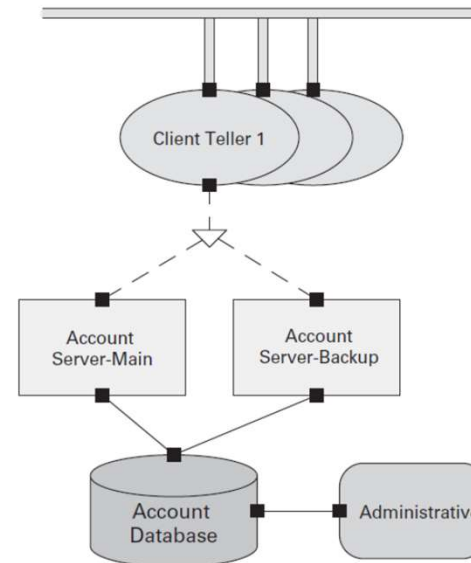 Client Teller 1
Account
Server-Main
Account
Server-Backup
Account
Database
Administrative